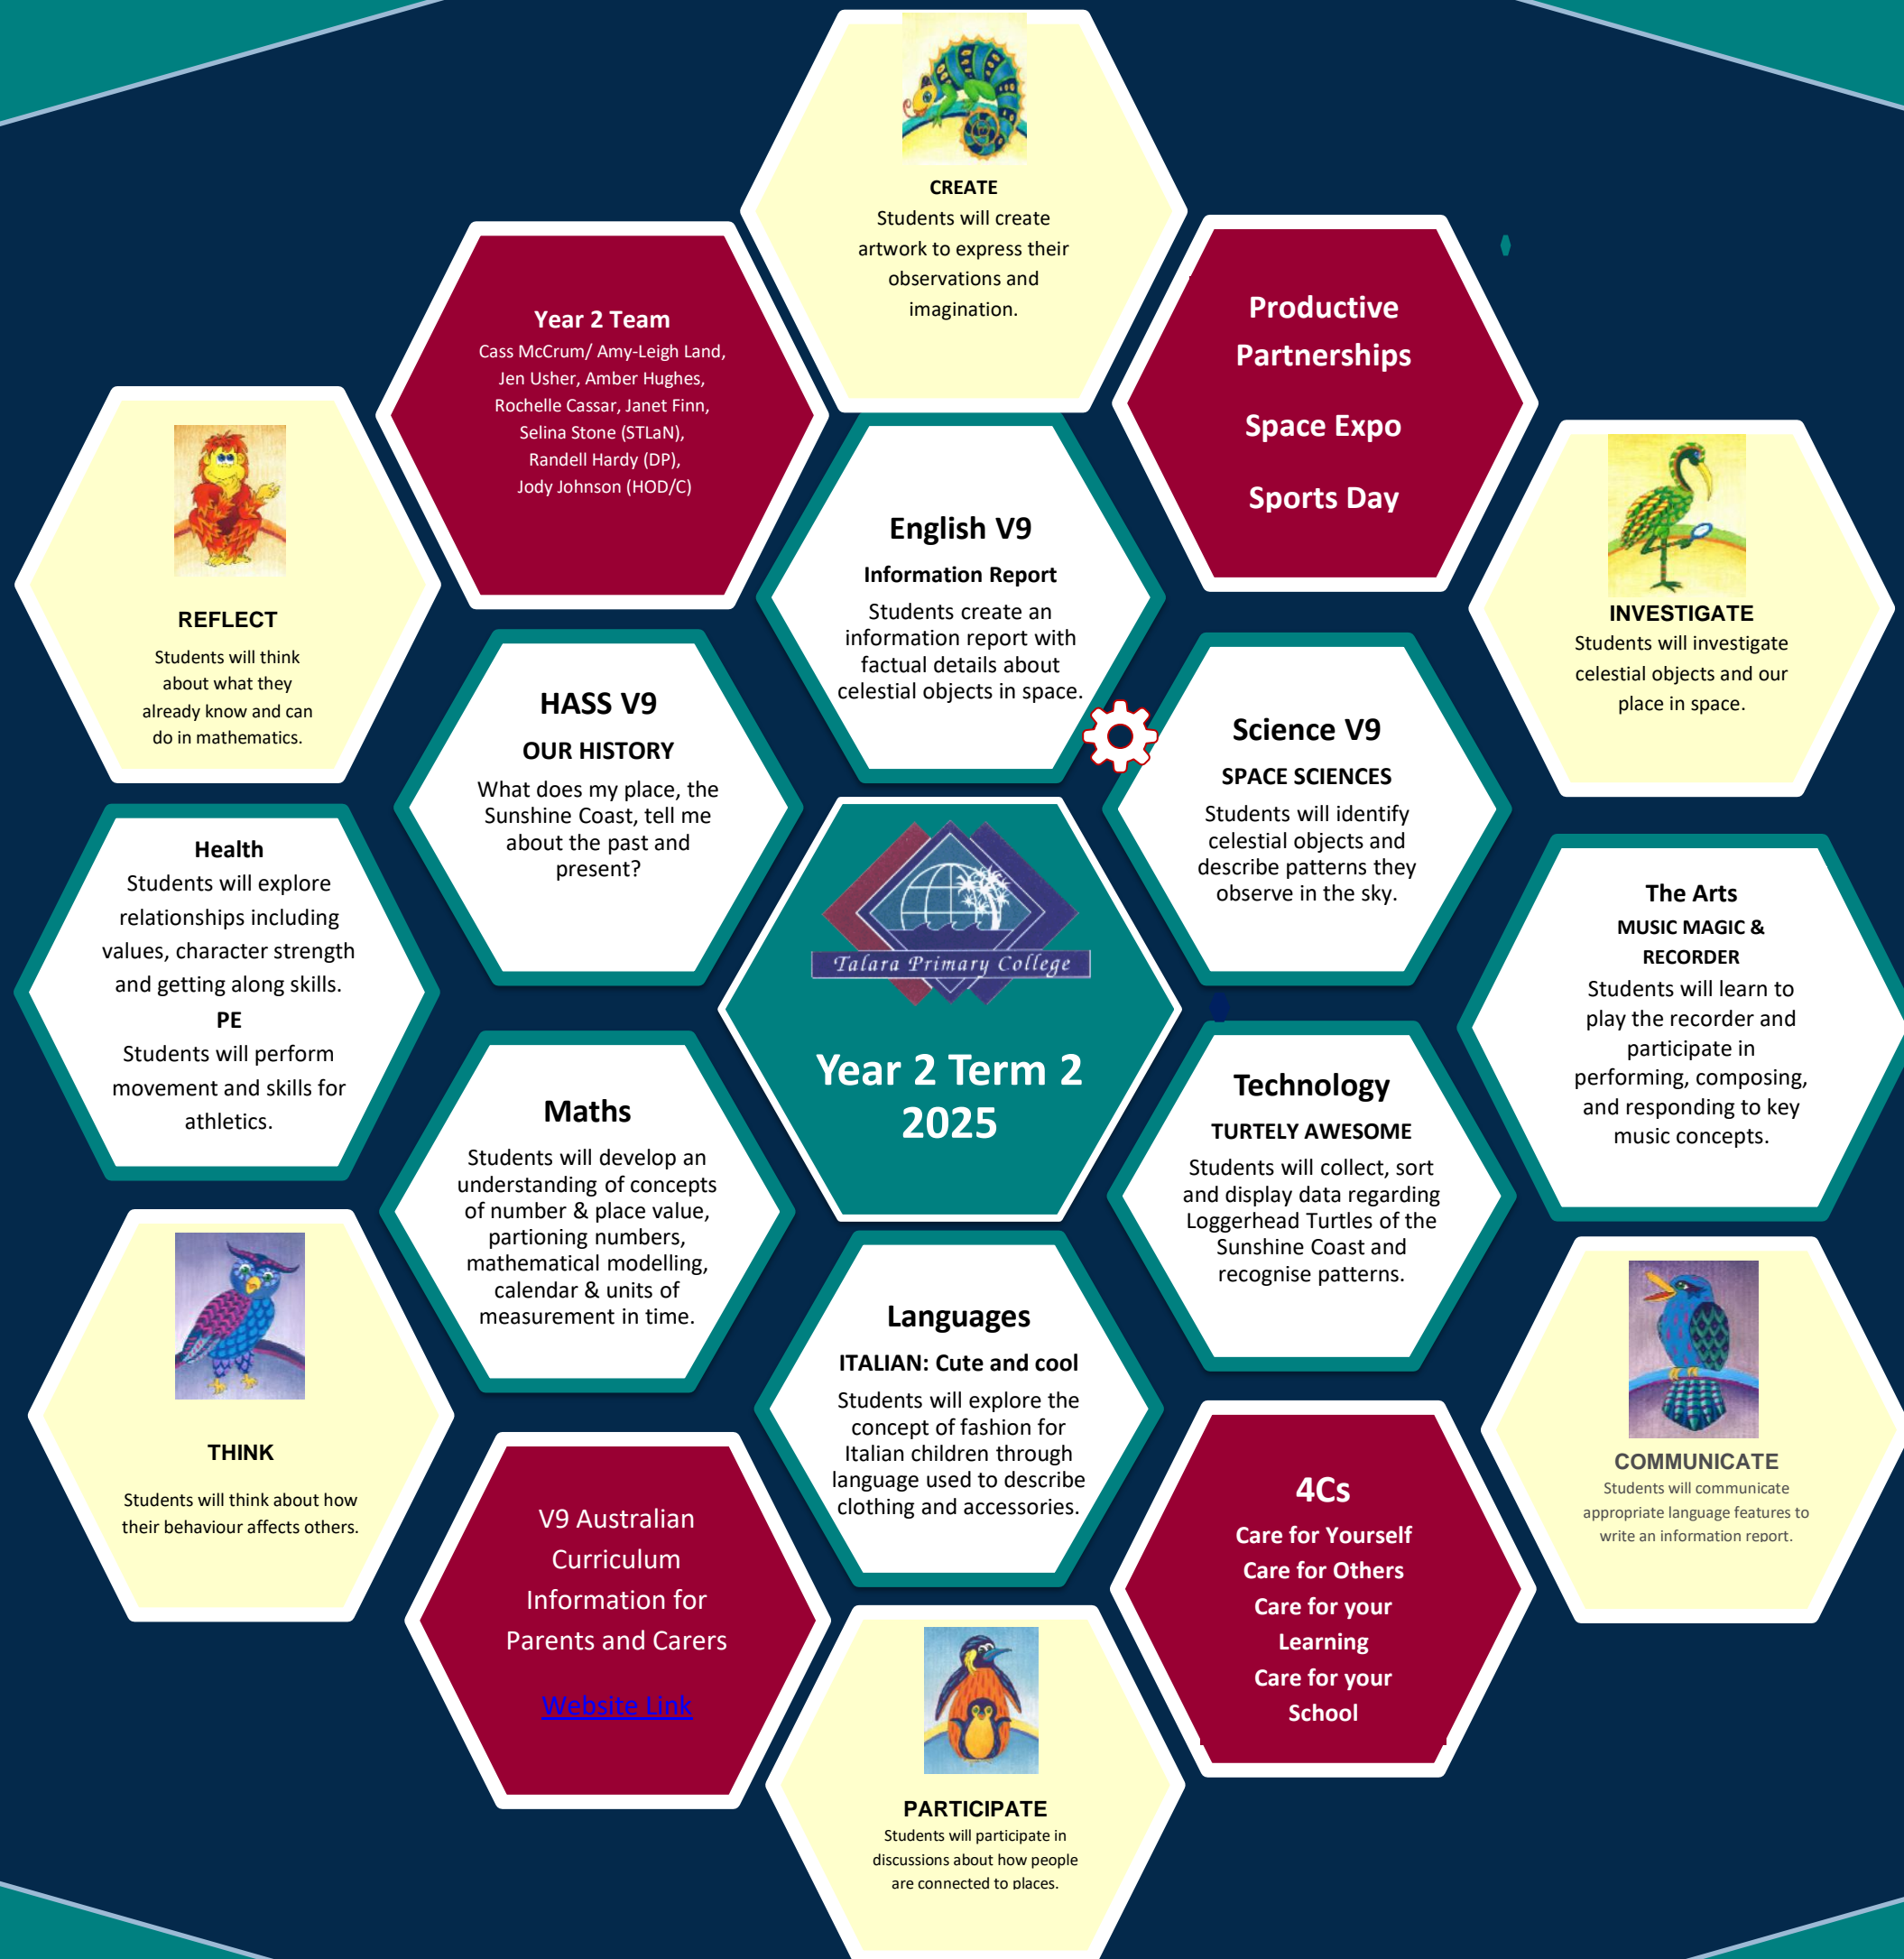 CREATE
Students will create
artwork to express their
observations and
imagination.
Year 2 Team
Cass McCrum/ Amy-Leigh Land,
Jen Usher, Amber Hughes,
Rochelle Cassar, Janet Finn,
Selina Stone (STLaN),
Randell Hardy (DP),
Jody Johnson (HOD/C)
Productive
Partnerships
Space Expo
Sports Day
REFLECT
Students will think
about what they
already know and can
do in mathematics.
English V9
Information Report
Students create an
information report with
factual details about
celestial objects in space.
INVESTIGATE
Students will investigate
celestial objects and our
place in space.
HASS V9
OUR HISTORY
What does my place, the
Sunshine Coast, tell me
about the past and
present?
Science V9
SPACE SCIENCES
Students will identify
celestial objects and
describe patterns they
observe in the sky.
Health
Students will explore
relationships including
values, character strength
and getting along skills.
PE
Students will perform
movement and skills for
athletics.
Talara Primary College
Year 2 Term 2
2025
The Arts
MUSIC MAGIC &
RECORDER
Students will learn to
play the recorder and
participate in
performing, composing,
and responding to key
music concepts.
Maths
Students will develop an
understanding of concepts
of number & place value,
partioning numbers,
mathematical modelling,
calendar & units of
measurement in time.
Technology
TURTELY AWESOME
Students will collect, sort
and display data regarding
Loggerhead Turtles of the
Sunshine Coast and
recognise patterns.
THINK
Students will think about how
their behaviour affects others.
Languages
ITALIAN: Cute and cool
Students will explore the
concept of fashion for
Italian children through
language used to describe
clothing and accessories.
COMMUNICATE
Students will communicate
appropriate language features to
write an information report.
V9 Australian
Curriculum
Information for
Parents and Carers
Website Link
4Cs
Care for Yourself
Care for Others
Care for your
Learning
Care for your
School
PARTICIPATE
Students will participate in
discussions about how people
are connected to places.